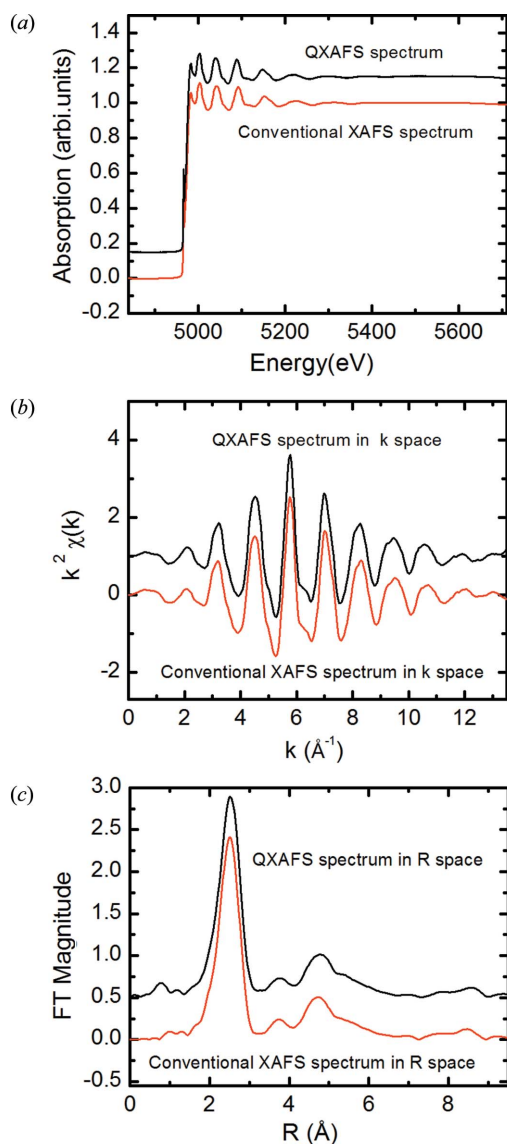 (a)
QXAFS spectrum
Conventional XAFS spectrum
Absorption (arbi.units)
1.4
1.2
1.0
0.8
0.6
0.4
0.2
0.0
-0.2
5000 5200 5400 5600
Energy(eV)
(b)
QXAFS spectrum in k space
Conventional XAFS spectrum in k space
k² χ(k)
4
2
0
-2
0 2 4 6 8 10 12
k (Å⁻¹)
(c)
QXAFS spectrum in R space
Conventional XAFS spectrum in R space
FT Magnitude
3.0
2.5
2.0
1.5
1.0
0.5
0.0
-0.5
0 2 4 6 8
R (Å)